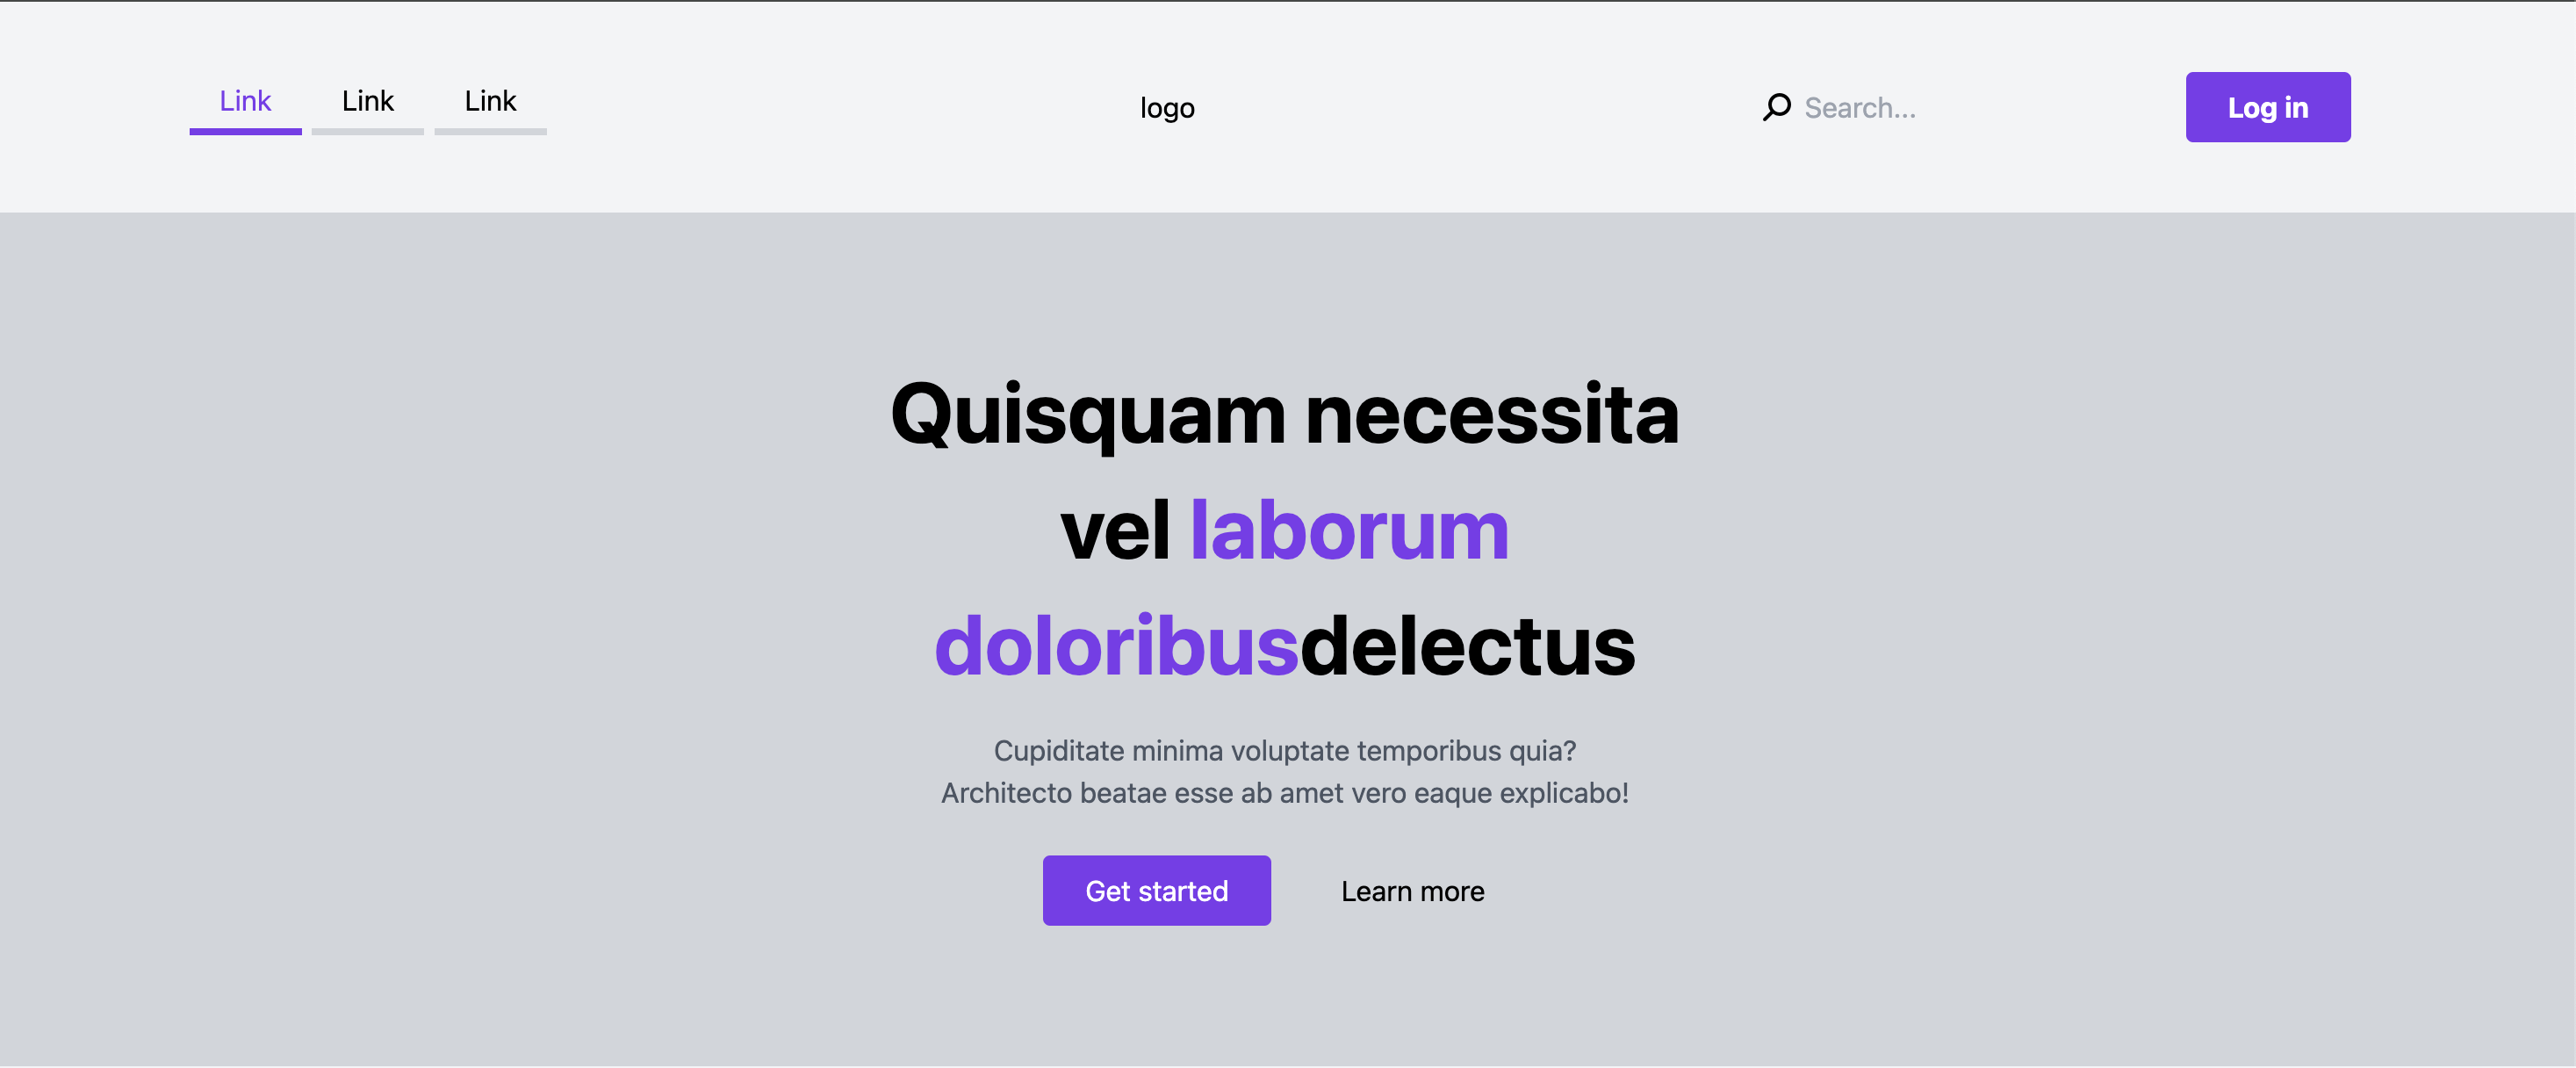 Link Link Link logo Search... Log in
Quisquam necessita
vel laborum
doloribusdelectus
Cupiditate minima voluptate temporibus quia?
Architecto beatae esse ab amet vero eaque explicabo!
Get started Learn more